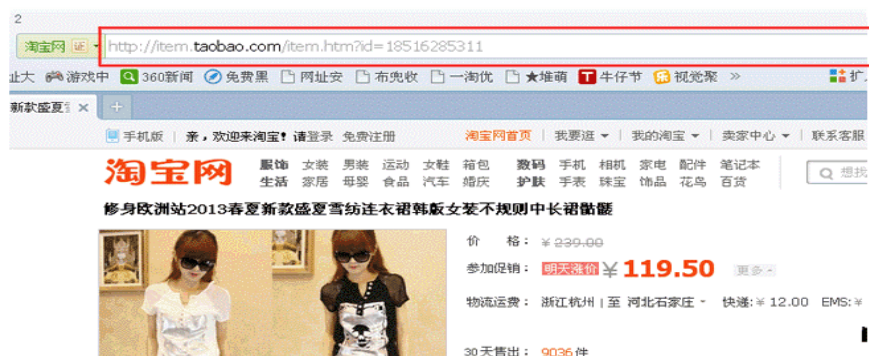 2
淘宝网 证 http://item.taobao.com/item.htm?id=18516285311
址大 游戏中 360新闻 免费黑 网址安 布兜收 一淘优 ★堆萌 T 牛仔节 视觉聚 » 扩
新款盛夏 × +
手机版 | 亲，欢迎来淘宝！请登录 免费注册 淘宝网首页 | 我要逛 | 我的淘宝 | 卖家中心 | 联系客服
淘宝网 服饰 女装 男装 运动 女鞋 箱包 数码 手机 相机 家电 配件 笔记本
生活 家居 母婴 食品 汽车 婚庆 护肤 手表 珠宝 饰品 花鸟 百货 想找
修身欧洲站2013春夏新款盛夏雪纺连衣裙韩版女装不规则中长裙骷髅
价 格： ¥ 239.00
参加促销： 明天涨价 ¥ 119.50 更多
物流运费： 浙江杭州 | 至 河北石家庄 快递:¥ 12.00 EMS:¥
30天售出： 9036件